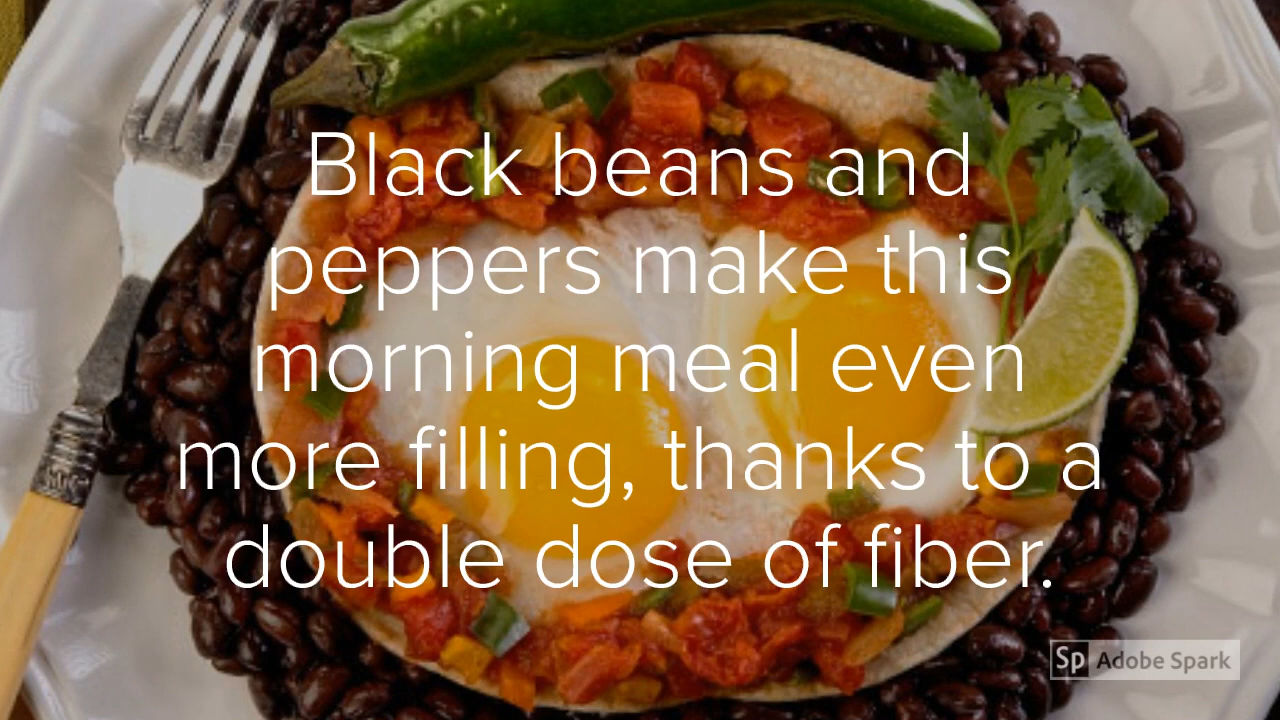 Black beans and
peppers make this
morning meal even
more filling, thanks to a
double dose of fiber.
Sp Adobe Spark